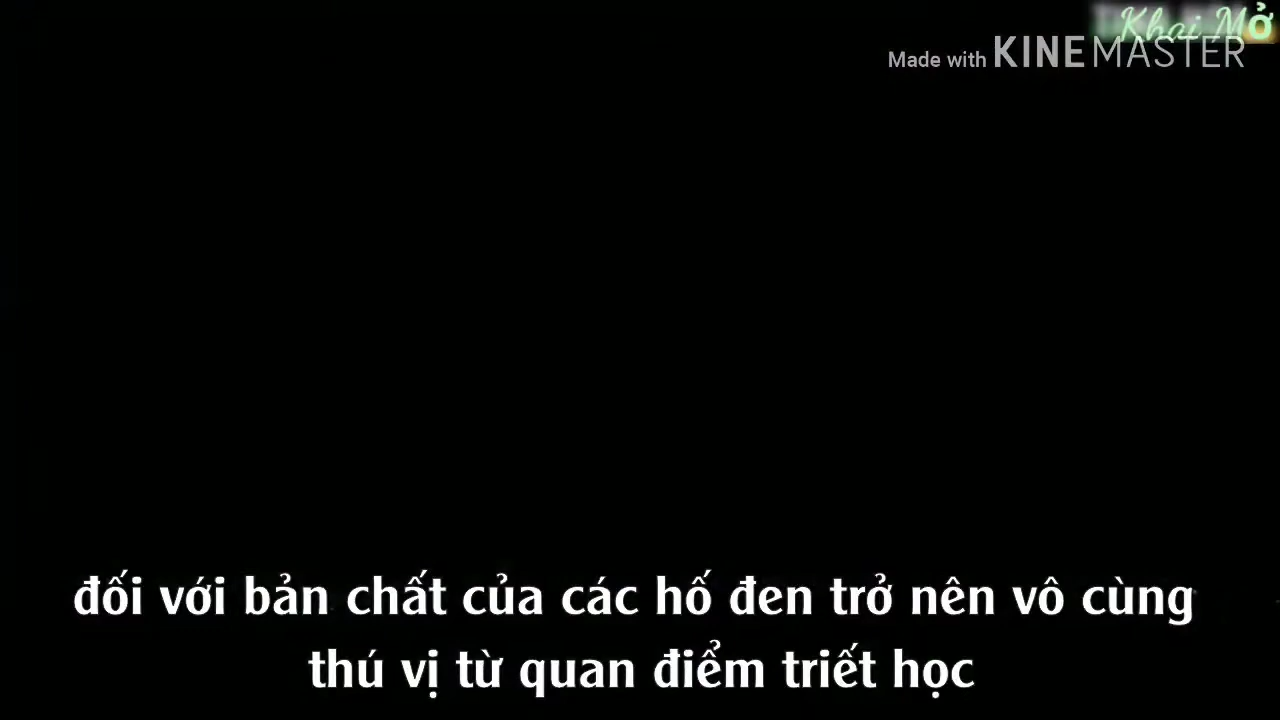 Khai Mở
Made with KINEMASTER
đối với bản chất của các hố đen trở nên vô cùng
thú vị từ quan điểm triết học